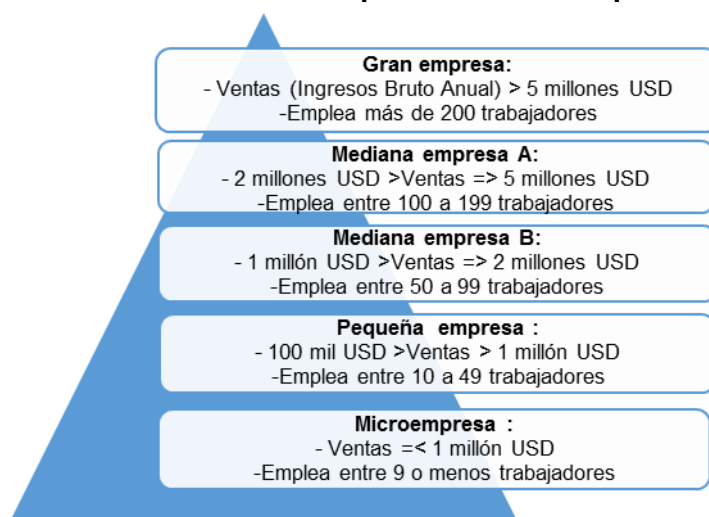 Gran empresa:
- Ventas (Ingresos Bruto Anual) > 5 millones USD
-Emplea más de 200 trabajadores
Mediana empresa A:
- 2 millones USD >Ventas => 5 millones USD
-Emplea entre 100 a 199 trabajadores
Mediana empresa B:
- 1 millón USD >Ventas => 2 millones USD
-Emplea entre 50 a 99 trabajadores
Pequeña empresa :
- 100 mil USD >Ventas > 1 millón USD
-Emplea entre 10 a 49 trabajadores
Microempresa :
- Ventas =< 1 millón USD
-Emplea entre 9 o menos trabajadores